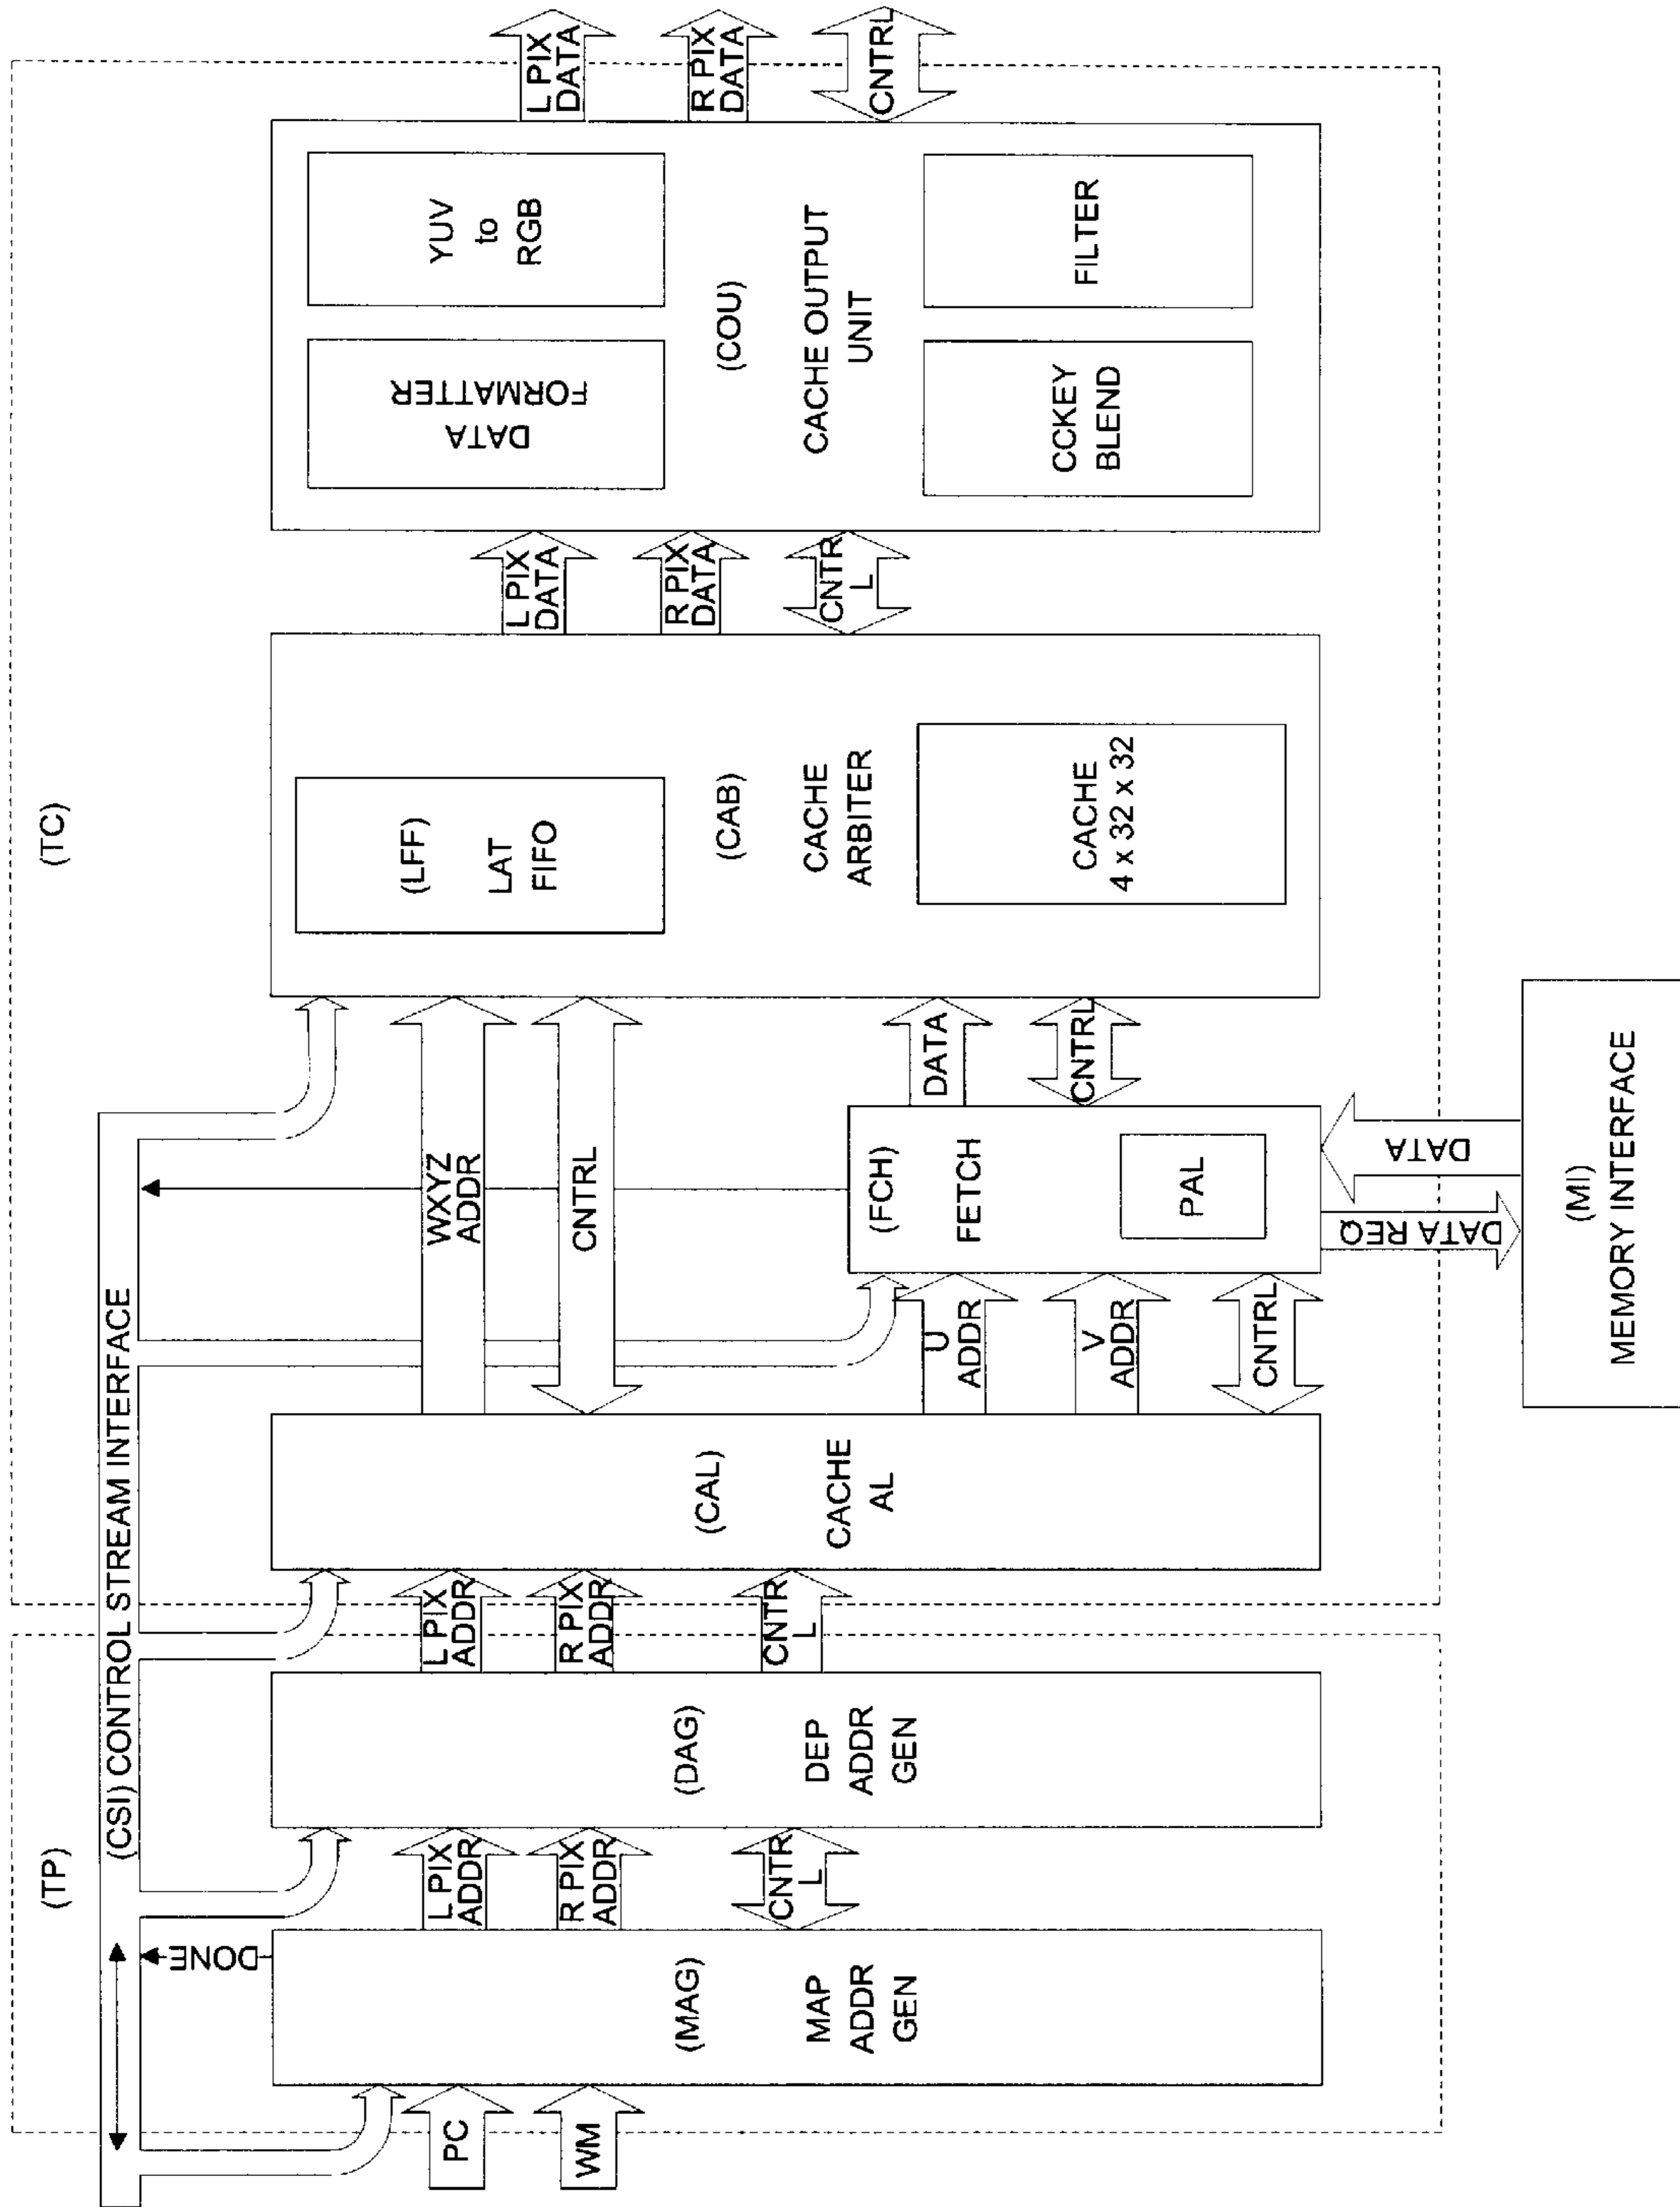 (TP)
(TC)
(CSI) CONTROL STREAM INTERFACE
DONE
PC
WM
(MAG)
MAP
ADDR
GEN
L PIX
ADDR
R PIX
ADDR
CNTR
L
(DAG)
DEP
ADDR
GEN
L PIX
ADDR
R PIX
ADDR
CNTR
L
(CAL)
CACHE
AL
WXYZ
ADDR
CNTRL
U
ADDR
V
ADDR
CNTRL
(FCH)
FETCH
PAL
DATA
CNTRL
DATA REQ
DATA
(MI)
MEMORY INTERFACE
(LFF)
LAT
FIFO
(CAB)
CACHE
ARBITER
CACHE
4 x 32 x 32
L PIX
DATA
R PIX
DATA
CNTR
L
DATA
FORMATTER
YUV
to
RGB
(COU)
CACHE OUTPUT
UNIT
CCKEY
BLEND
FILTER
L PIX
DATA
R PIX
DATA
CNTRL